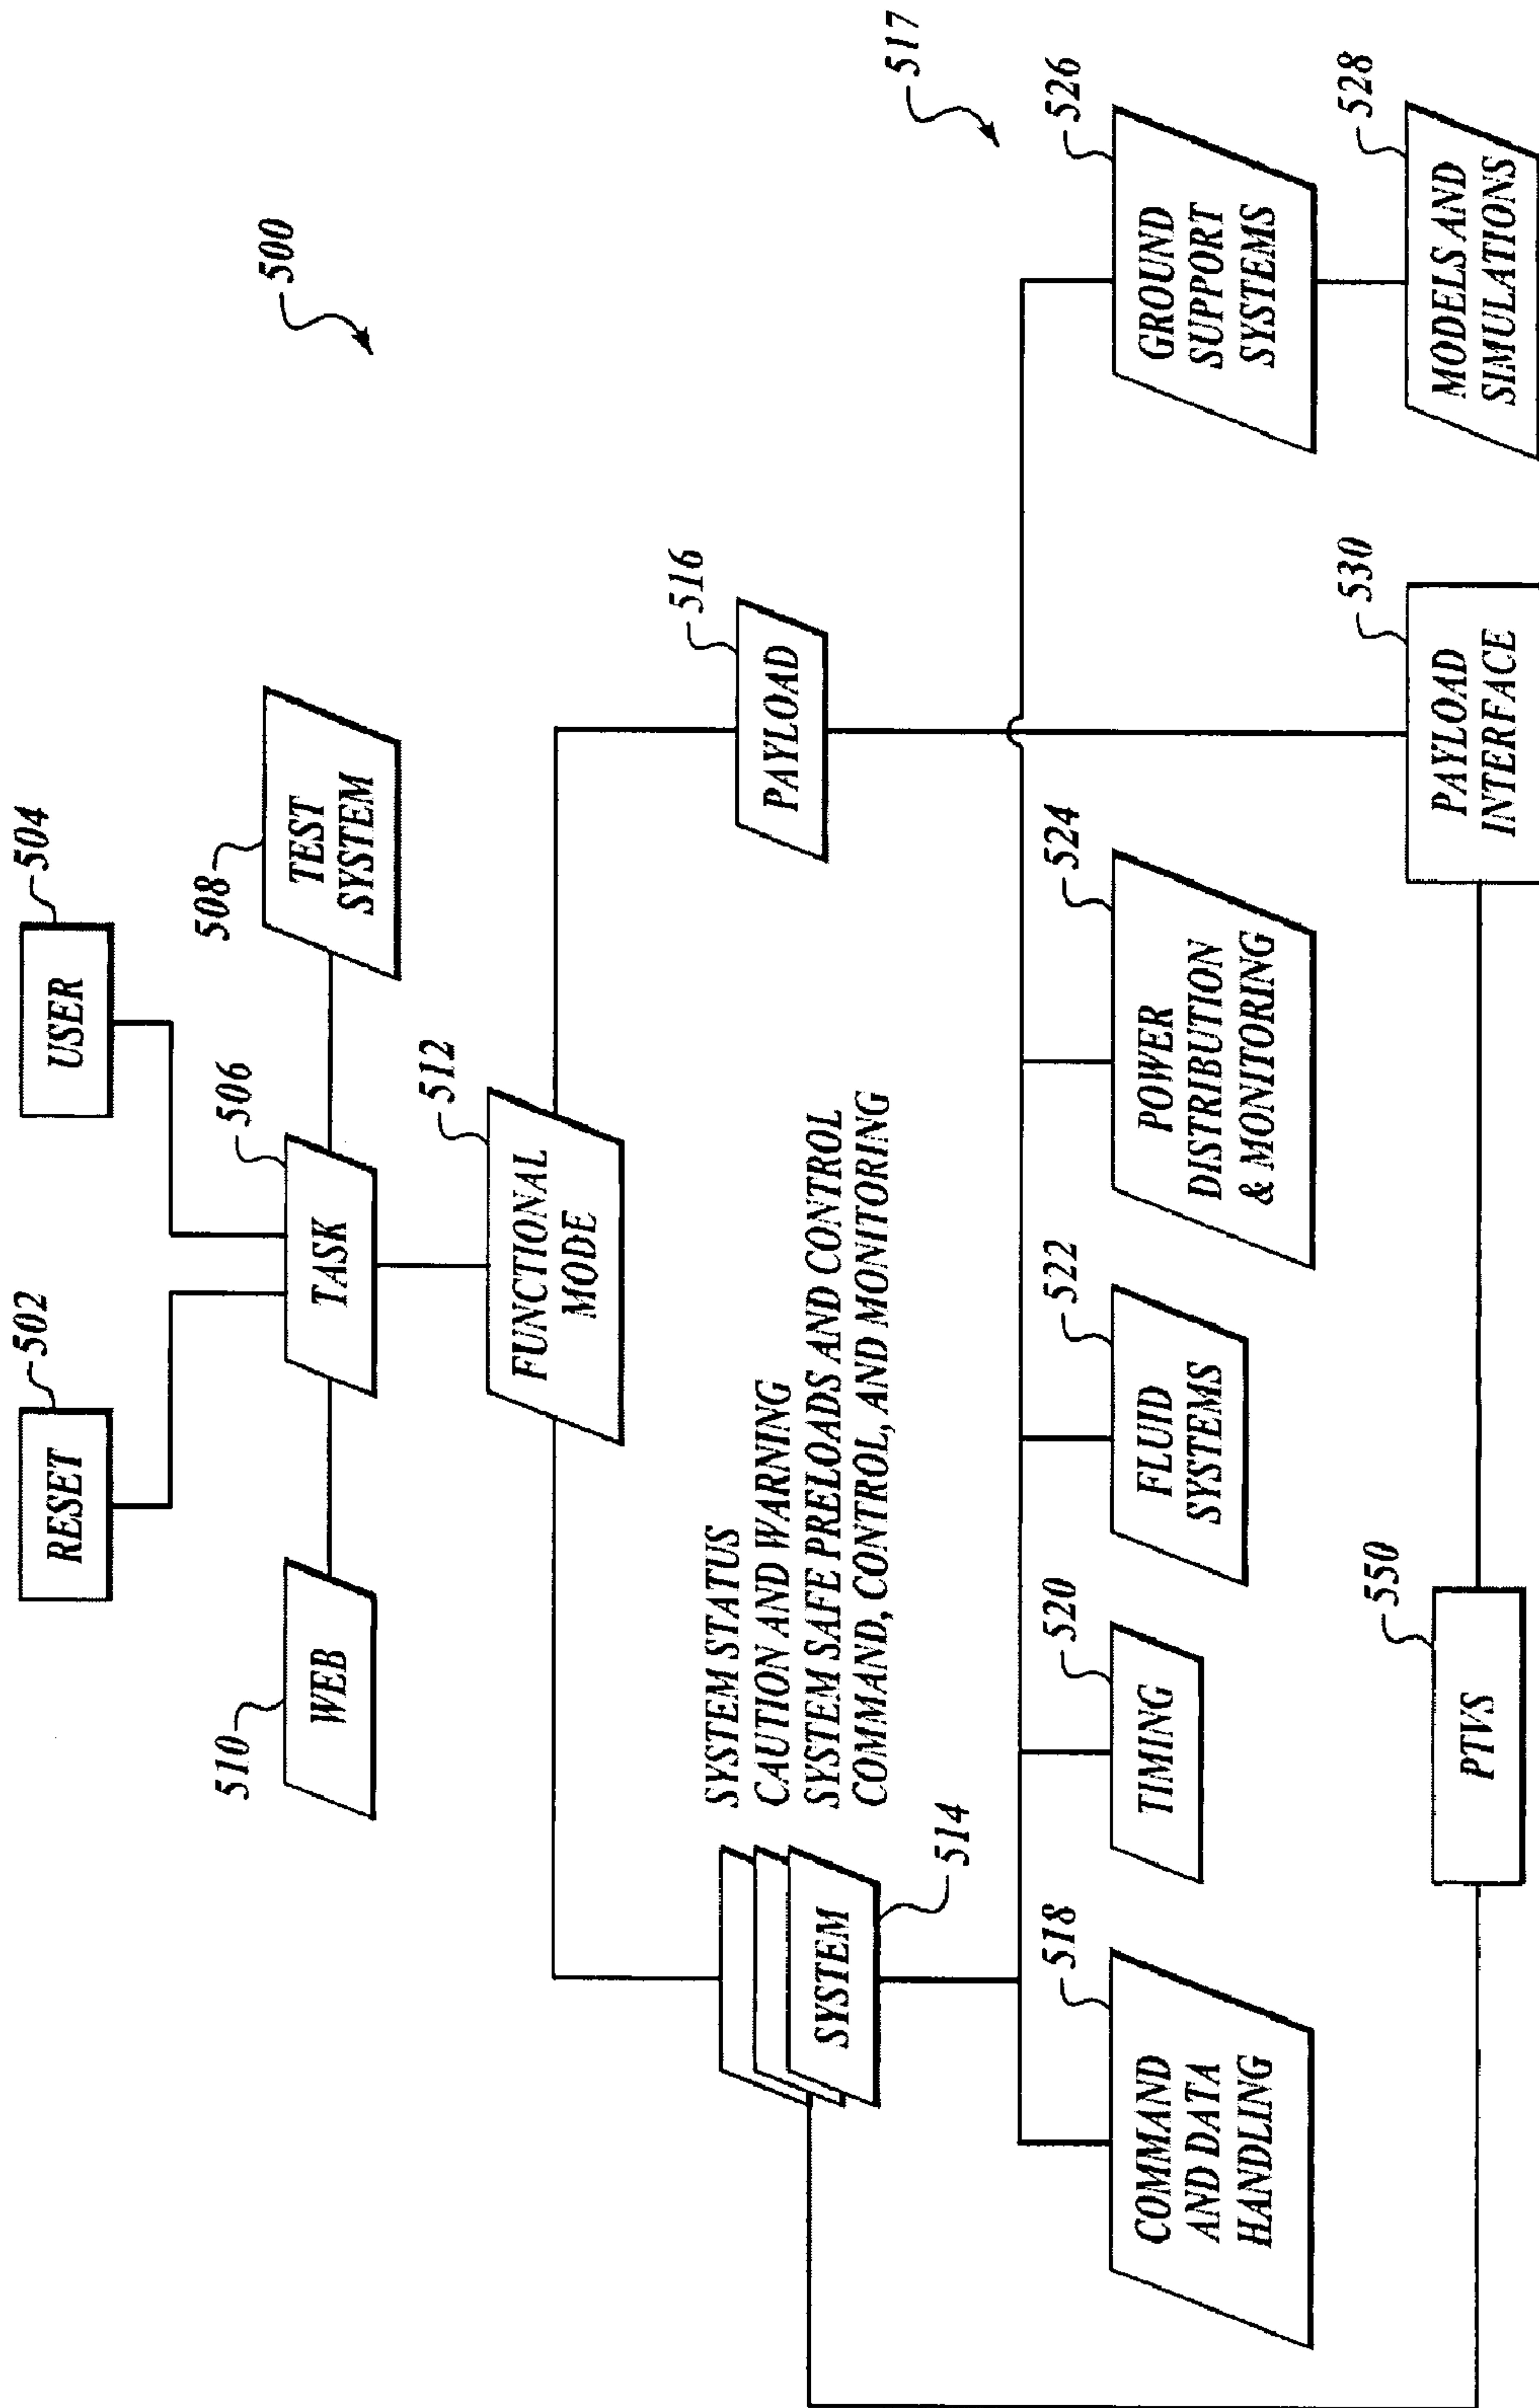 500
502
RESET
504
USER
506
TASK
508
TEST
SYSTEM
510
WEB
512
FUNCTIONAL
MODE
SYSTEM STATUS
CAUTION AND WARNING
SYSTEM SAFE PRELOADS AND CONTROL
COMMAND, CONTROL, AND MONITORING
SYSTEM
514
516
PAYLOAD
517
518
COMMAND
AND DATA
HANDLING
520
TIMING
522
FLUID
SYSTEMS
524
POWER
DISTRIBUTION
& MONITORING
526
GROUND
SUPPORT
SYSTEMS
550
PTVS
530
PAYLOAD
INTERFACE
528
MODELS AND
SIMULATIONS